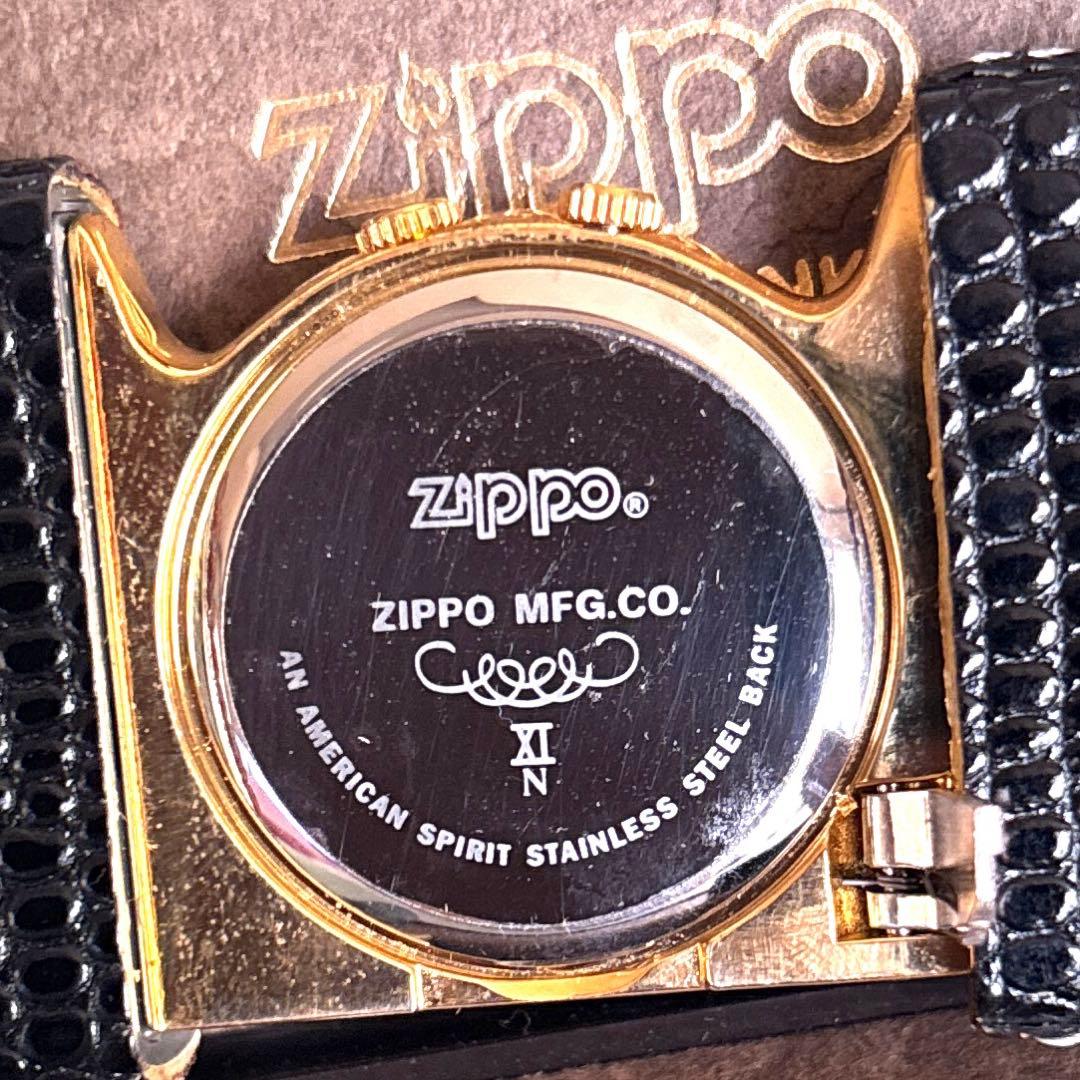 Zippo
Zippo®
ZIPPO MFG.CO.
XI
N
AN AMERICAN SPIRIT STAINLESS STEEL BACK